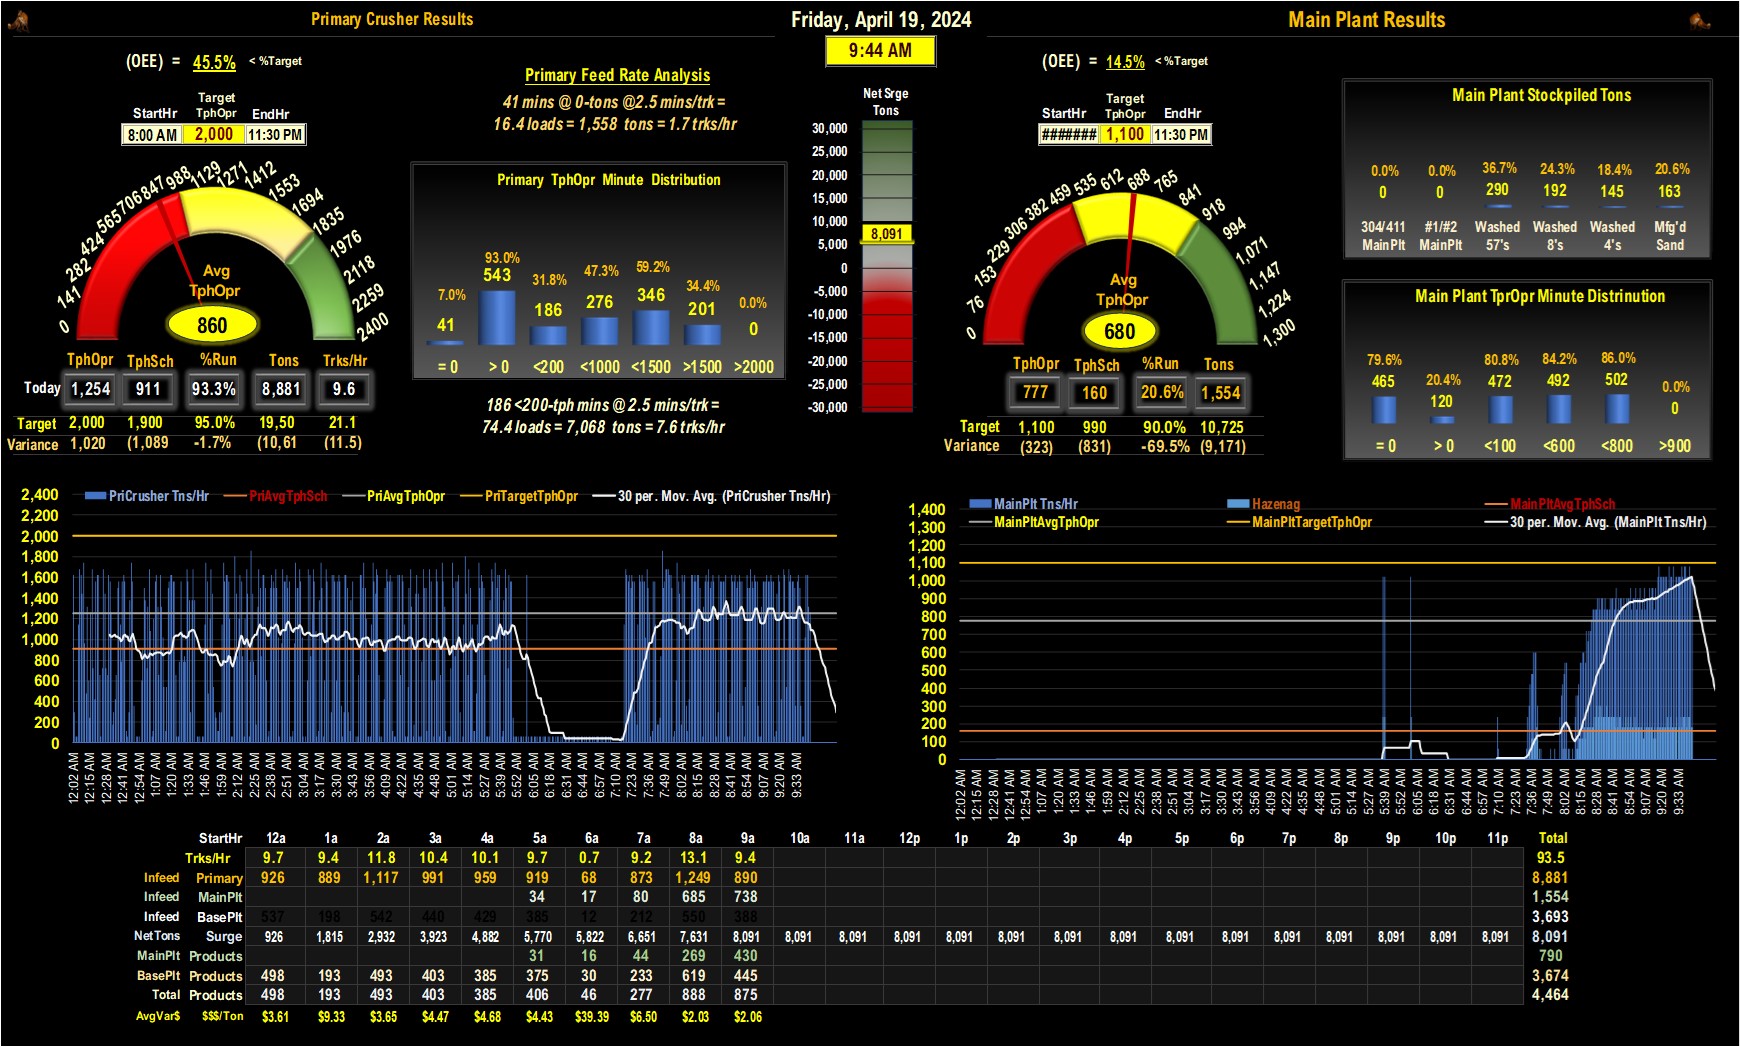 Primary Crusher Results
Friday, April 19, 2024
Main Plant Results
9:44 AM
(OEE) = 45.5% < %Target
StartHr Target TphOpr EndHr
8:00 AM 2,000 11:30 PM
0 141 282 424 565 706 847 988 1129 1271 1412 1553 1694 1835 1976 2118 2259 2400
Avg
TphOpr
860
TphOpr TphSch %Run Tons Trks/Hr
Today 1,254 911 93.3% 8,881 9.6
Target 2,000 1,900 95.0% 19,50 21.1
Variance 1,020 (1,089 -1.7% (10,61 (11.5)
Primary Feed Rate Analysis
41 mins @ 0-tons @2.5 mins/trk =
16.4 loads = 1,558 tons = 1.7 trks/hr
Primary TphOpr Minute Distribution
7.0% 93.0% 31.8% 47.3% 59.2% 34.4% 0.0%
41 543 186 276 346 201 0
= 0 > 0 <200 <1000 <1500 >1500 >2000
186 <200-tph mins @ 2.5 mins/trk =
74.4 loads = 7,068 tons = 7.6 trks/hr
Net Srge
Tons
30,000
25,000
20,000
15,000
10,000
8,091
5,000
0
-5,000
-10,000
-15,000
-20,000
-25,000
-30,000
(OEE) = 14.5% < %Target
StartHr Target TphOpr EndHr
####### 1,100 11:30 PM
0 76 153 229 306 382 459 535 612 688 765 841 918 994 1,071 1,147 1,224 1,300
Avg
TphOpr
680
TphOpr TphSch %Run Tons
777 160 20.6% 1,554
Target 1,100 990 90.0% 10,725
Variance (323) (831) -69.5% (9,171)
Main Plant Stockpiled Tons
0.0% 0.0% 36.7% 24.3% 18.4% 20.6%
0 0 290 192 145 163
304/411 #1/#2 Washed Washed Washed Mfg'd
MainPlt MainPlt 57's 8's 4's Sand
Main Plant TprOpr Minute Distrinution
79.6% 20.4% 80.8% 84.2% 86.0% 0.0%
465 120 472 492 502 0
= 0 > 0 <100 <600 <800 >900
PriCrusher Tns/Hr PriAvgTphSch PriAvgTphOpr PriTargetTphOpr 30 per. Mov. Avg. (PriCrusher Tns/Hr)
2,400
2,200
2,000
1,800
1,600
1,400
1,200
1,000
800
600
400
200
0
12:02 AM 12:15 AM 12:28 AM 12:41 AM 12:54 AM 1:07 AM 1:20 AM 1:33 AM 1:46 AM 1:59 AM 2:12 AM 2:25 AM 2:38 AM 2:51 AM 3:04 AM 3:17 AM 3:30 AM 3:43 AM 3:56 AM 4:09 AM 4:22 AM 4:35 AM 4:48 AM 5:01 AM 5:14 AM 5:27 AM 5:39 AM 5:52 AM 6:05 AM 6:18 AM 6:31 AM 6:44 AM 6:57 AM 7:10 AM 7:23 AM 7:36 AM 7:49 AM 8:02 AM 8:15 AM 8:28 AM 8:41 AM 8:54 AM 9:07 AM 9:20 AM 9:33 AM
MainPlt Tns/Hr Hazenag MainPltAvgTphSch
MainPltAvgTphOpr MainPltTargetTphOpr 30 per. Mov. Avg. (MainPlt Tns/Hr)
1,400
1,300
1,200
1,100
1,000
900
800
700
600
500
400
300
200
100
0
12:02 AM 12:15 AM 12:28 AM 12:41 AM 12:54 AM 1:07 AM 1:20 AM 1:33 AM 1:46 AM 1:59 AM 2:12 AM 2:25 AM 2:38 AM 2:51 AM 3:04 AM 3:17 AM 3:30 AM 3:43 AM 3:56 AM 4:09 AM 4:22 AM 4:35 AM 4:48 AM 5:01 AM 5:14 AM 5:27 AM 5:39 AM 5:52 AM 6:05 AM 6:18 AM 6:31 AM 6:44 AM 6:57 AM 7:10 AM 7:23 AM 7:36 AM 7:49 AM 8:02 AM 8:15 AM 8:28 AM 8:41 AM 8:54 AM 9:07 AM 9:20 AM 9:33 AM
StartHr 12a 1a 2a 3a 4a 5a 6a 7a 8a 9a 10a 11a 12p 1p 2p 3p 4p 5p 6p 7p 8p 9p 10p 11p Total
Trks/Hr 9.7 9.4 11.8 10.4 10.1 9.7 0.7 9.2 13.1 9.4 93.5
Infeed Primary 926 889 1,117 991 959 919 68 873 1,249 890 8,881
Infeed MainPlt 34 17 80 685 738 1,554
Infeed BasePlt 537 198 542 440 429 385 12 212 550 388 3,693
NetTons Surge 926 1,815 2,932 3,923 4,882 5,770 5,822 6,651 7,631 8,091 8,091 8,091 8,091 8,091 8,091 8,091 8,091 8,091 8,091 8,091 8,091 8,091 8,091 8,091 8,091
MainPlt Products 31 16 44 269 430 790
BasePlt Products 498 193 493 403 385 375 30 233 619 445 3,674
Total Products 498 193 493 403 385 406 46 277 888 875 4,464
AvgVar$ $$$/Ton $3.61 $9.33 $3.65 $4.47 $4.68 $4.43 $39.39 $6.50 $2.03 $2.06